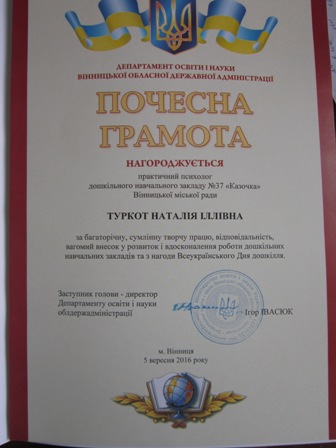 ДЕПАРТАМЕНТ ОСВІТИ І НАУКИ
ВІННИЦЬКОЇ ОБЛАСНОЇ ДЕРЖАВНОЇ АДМІНІСТРАЦІЇ
ПОЧЕСНА
ГРАМОТА
НАГОРОДЖУЄТЬСЯ
практичний психолог
дошкільного навчального закладу №37 «Казочка»
Вінницької міської ради
ТУРКОТ НАТАЛІЯ ІЛЛІВНА
за багаторічну, сумлінну творчу працю, відповідальність,
вагомий внесок у розвиток і вдосконалення роботи дошкільних
навчальних закладів та з нагоди Всеукраїнського Дня дошкілля.
Заступник голови - директор
Департаменту освіти і науки
облдержадміністрації
Ігор ІВАСЮК
м. Вінниця
5 вересня 2016 року